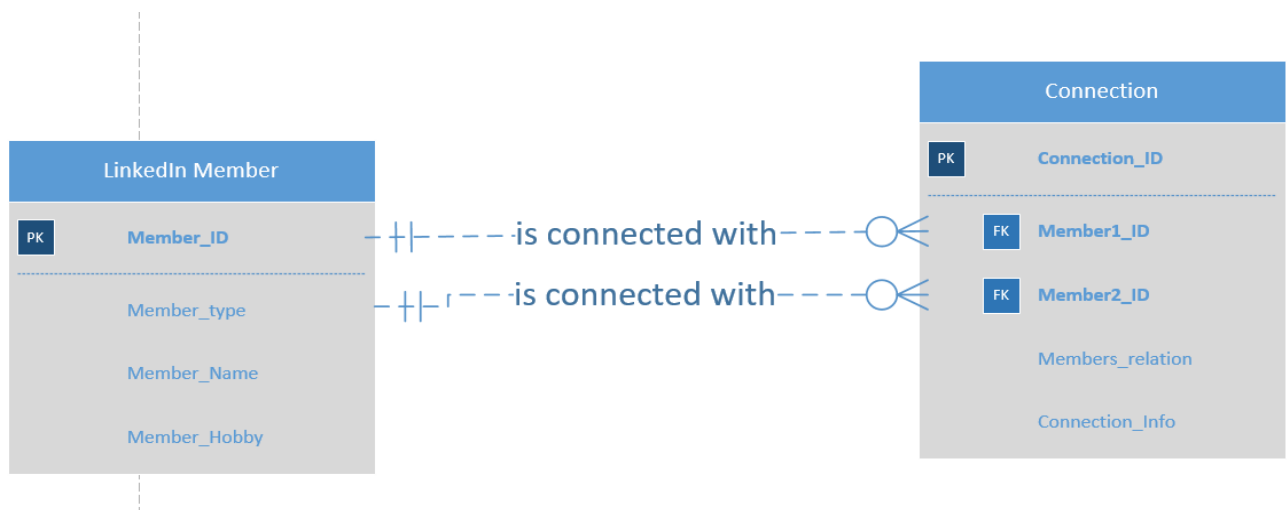 LinkedIn Member
PK Member_ID
Member_type
Member_Name
Member_Hobby
is connected with
is connected with
Connection
PK Connection_ID
FK Member1_ID
FK Member2_ID
Members_relation
Connection_Info